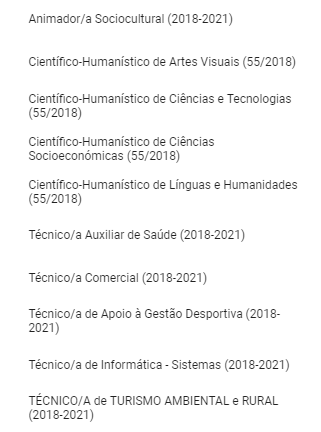 Animador/a Sociocultural (2018-2021)
Científico-Humanístico de Artes Visuais (55/2018)
Científico-Humanístico de Ciências e Tecnologias
(55/2018)
Científico-Humanístico de Ciências
Socioeconómicas (55/2018)
Científico-Humanístico de Línguas e Humanidades
(55/2018)
Técnico/a Auxiliar de Saúde (2018-2021)
Técnico/a Comercial (2018-2021)
Técnico/a de Apoio à Gestão Desportiva (2018-
2021)
Técnico/a de Informática - Sistemas (2018-2021)
TÉCNICO/A de TURISMO AMBIENTAL e RURAL
(2018-2021)